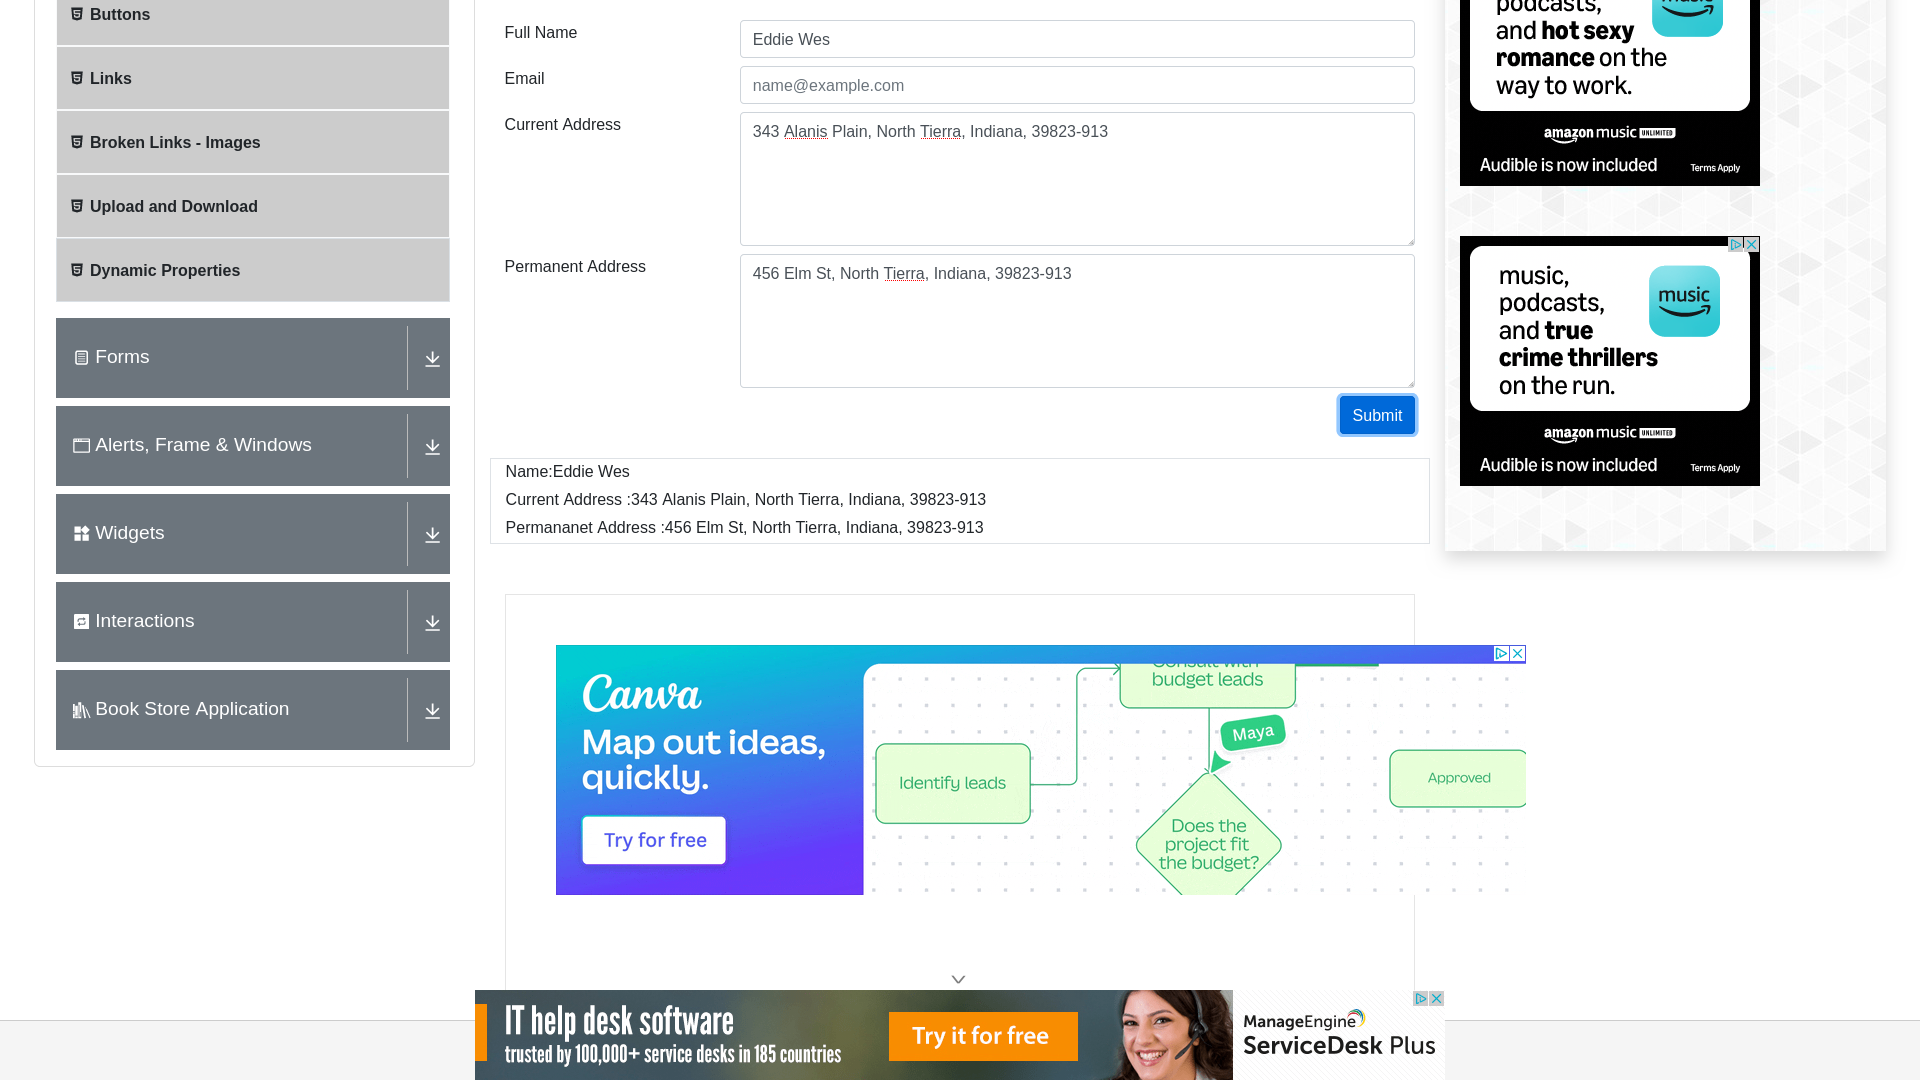 Buttons
Links
Broken Links - Images
Upload and Download
Dynamic Properties
Forms
Alerts, Frame & Windows
Widgets
Interactions
Book Store Application
Full Name
Eddie Wes
Email
name@example.com
Current Address
343 Alanis Plain, North Tierra, Indiana, 39823-913
Permanent Address
456 Elm St, North Tierra, Indiana, 39823-913
Submit
Name:Eddie Wes
Current Address :343 Alanis Plain, North Tierra, Indiana, 39823-913
Permananet Address :456 Elm St, North Tierra, Indiana, 39823-913
podcasts,
and hot sexy
romance on the
way to work.
music
amazon music UNLIMITED
Audible is now included
Terms Apply
music,
podcasts,
and true
crime thrillers
on the run.
music
amazon music UNLIMITED
Audible is now included
Terms Apply
Canva
Map out ideas,
quickly.
Try for free
Identify leads
Consult with
budget leads
Maya
Does the
project fit
the budget?
Approved
IT help desk software
trusted by 100,000+ service desks in 185 countries
Try it for free
ManageEngine
ServiceDesk Plus